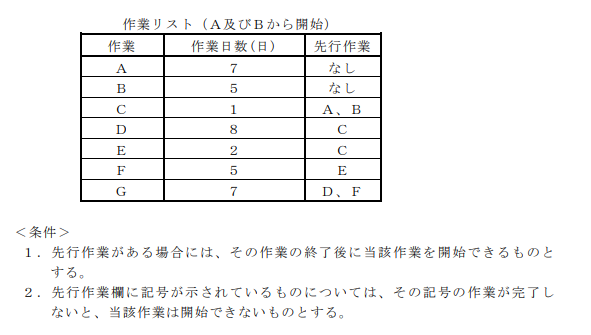 作業リスト（A及びBから開始）
作業 作業日数(日) 先行作業
A 7 なし
B 5 なし
C 1 A、B
D 8 C
E 2 C
F 5 E
G 7 D、F
＜条件＞
１．先行作業がある場合には、その作業の終了後に当該作業を開始できるものと
する。
２．先行作業欄に記号が示されているものについては、その記号の作業が完了し
ないと、当該作業は開始できないものとする。